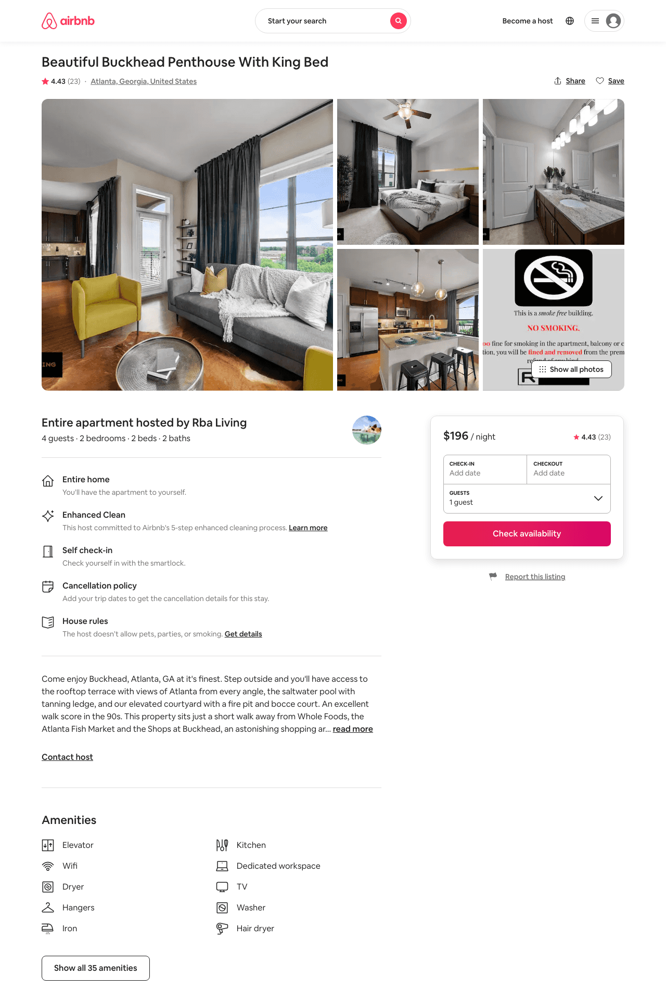 airbnb
Start your search
Become a host
Beautiful Buckhead Penthouse With King Bed
4.43 (23) · Atlanta, Georgia, United States
Share
Save
This is a smoke free building.
NO SMOKING.
00 fine for smoking in the apartment, balcony or c
tion, you will be fined and removed from the prem
Show all photos
R
ING
Entire apartment hosted by Rba Living
4 guests · 2 bedrooms · 2 beds · 2 baths
$196 / night
4.43 (23)
CHECK-IN
Add date
CHECKOUT
Add date
GUESTS
1 guest
Check availability
Report this listing
Entire home
You'll have the apartment to yourself.
Enhanced Clean
This host committed to Airbnb's 5-step enhanced cleaning process. Learn more
Self check-in
Check yourself in with the smartlock.
Cancellation policy
Add your trip dates to get the cancellation details for this stay.
House rules
The host doesn't allow pets, parties, or smoking. Get details
Come enjoy Buckhead, Atlanta, GA at it's finest. Step outside and you'll have access to
the rooftop terrace with views of Atlanta from every angle, the saltwater pool with
tanning ledge, and our elevated courtyard with a fire pit and bocce court. An excellent
walk score in the 90s. This property sits just a short walk away from Whole Foods, the
Atlanta Fish Market and the Shops at Buckhead, an astonishing shopping ar... read more
Contact host
Amenities
Elevator
Kitchen
Wifi
Dedicated workspace
Dryer
TV
Hangers
Washer
Iron
Hair dryer
Show all 35 amenities